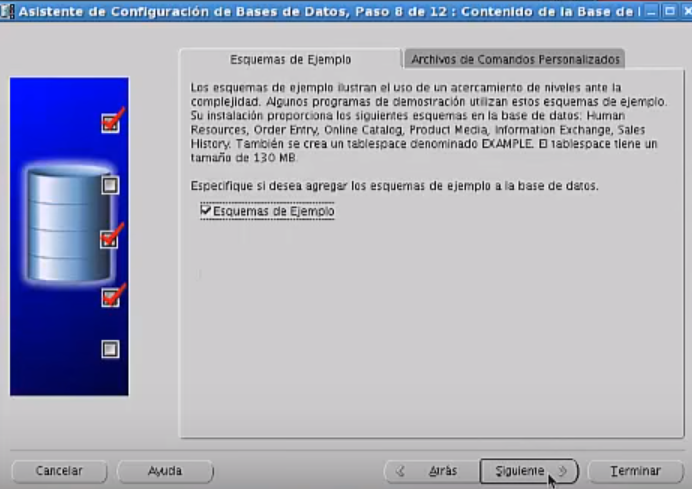 Asistente de Configuración de Bases de Datos, Paso 8 de 12 : Contenido de la Base de
Esquemas de Ejemplo
Archivos de Comandos Personalizados
Los esquemas de ejemplo ilustran el uso de un acercamiento de niveles ante la
complejidad. Algunos programas de demostración utilizan estos esquemas de ejemplo.
Su instalación proporciona los siguientes esquemas en la base de datos: Human
Resources, Order Entry, Online Catalog, Product Media, Information Exchange, Sales
History. También se crea un tablespace denominado EXAMPLE. El tablespace tiene un
tamaño de 130 MB.
Especifique si desea agregar los esquemas de ejemplo a la base de datos.
Esquemas de Ejemplo
Cancelar
Ayuda
Atrás
Siguiente
Terminar